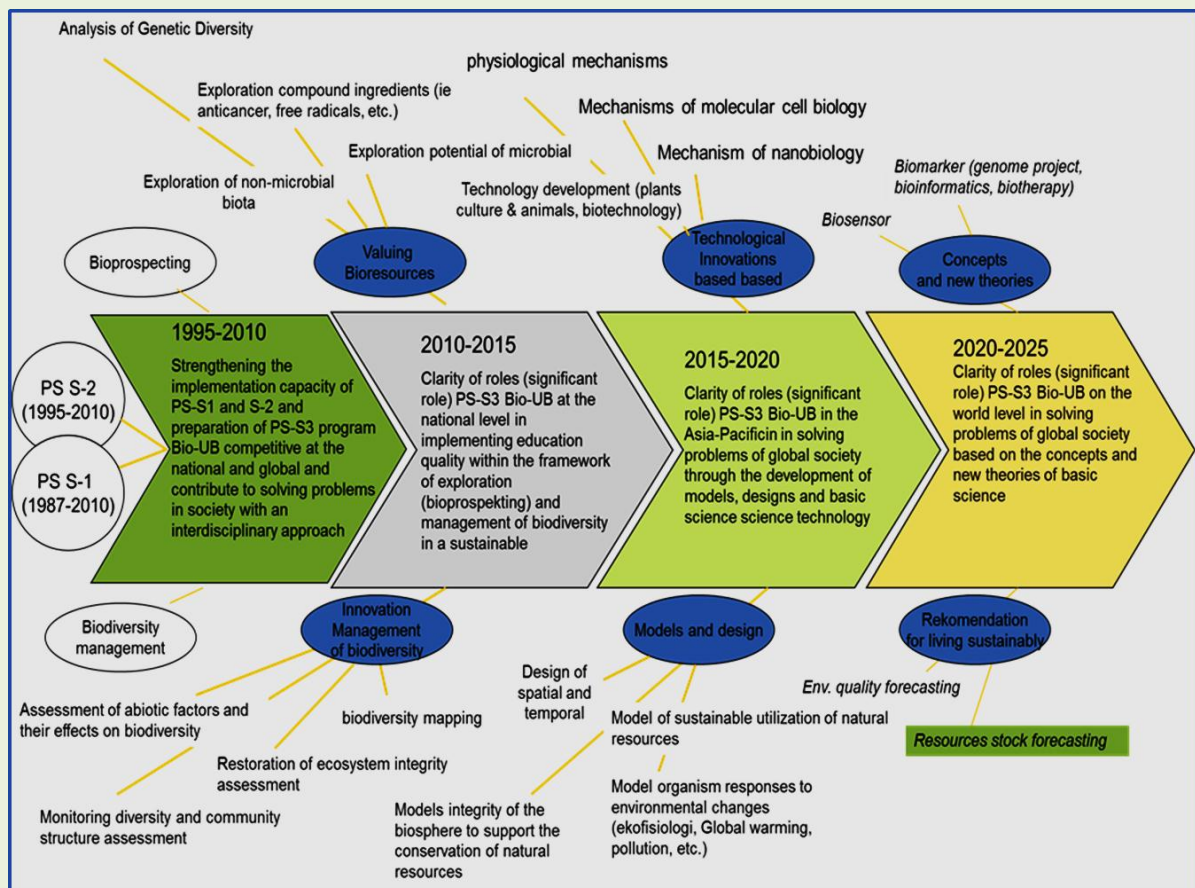 Analysis of Genetic Diversity
physiological mechanisms
Exploration compound ingredients (ie
anticancer, free radicals, etc.)
Mechanisms of molecular cell biology
Exploration potential of microbial
Mechanism of nanobiology
Exploration of non-microbial
biota
Technology development (plants
culture & animals, biotechnology)
Biomarker (genome project,
bioinformatics, biotherapy)
Biosensor
Bioprospecting
Valuing
Bioresources
Technological
Innovations
based based
Concepts
and new theories
PS S-2
(1995-2010)
PS S-1
(1987-2010)
1995-2010
Strengthening the
implementation capacity of
PS-S1 and S-2 and
preparation of PS-S3 program
Bio-UB competitive at the
national and global and
contribute to solving problems
in society with an
interdisciplinary approach
2010-2015
Clarity of roles (significant
role) PS-S3 Bio-UB at the
national level in
implementing education
quality within the framework
of exploration
(bioprospekting) and
management of biodiversity
in a sustainable
2015-2020
Clarity of roles (significant
role) PS-S3 Bio-UB in the
Asia-Pacificin in solving
problems of global society
through the development of
models, designs and basic
science science technology
2020-2025
Clarity of roles (significant
role) PS-S3 Bio-UB on the
world level in solving
problems of global society
based on the concepts and
new theories of basic
science
Biodiversity
management
Innovation
Management
of biodiversity
Models and design
Rekomendation
for living sustainably
Assessment of abiotic factors and
their effects on biodiversity
biodiversity mapping
Restoration of ecosystem integrity
assessment
Monitoring diversity and community
structure assessment
Design of
spatial and
temporal
Model of sustainable utilization of natural
resources
Models integrity of the
biosphere to support the
conservation of natural
resources
Model organism responses to
environmental changes
(ekofisiologi, Global warming,
pollution, etc.)
Env. quality forecasting
Resources stock forecasting